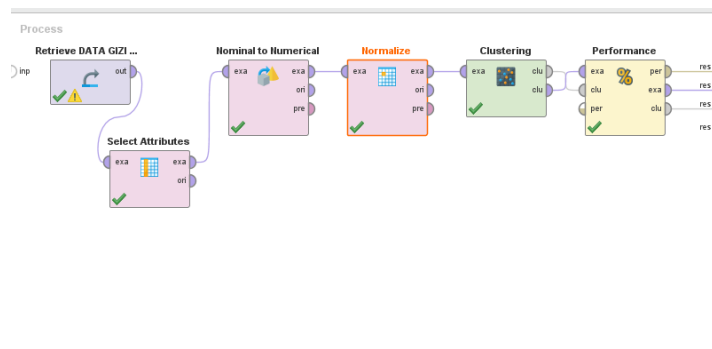 Process
Retrieve DATA GIZI ...
Nominal to Numerical
Normalize
Clustering
Performance
inp
out
exa
exa
ori
pre
exa
exa
ori
pre
exa
clu
clu
exa
per
clu
exa
per
clu
res
res
res
res
Select Attributes
exa
exa
ori